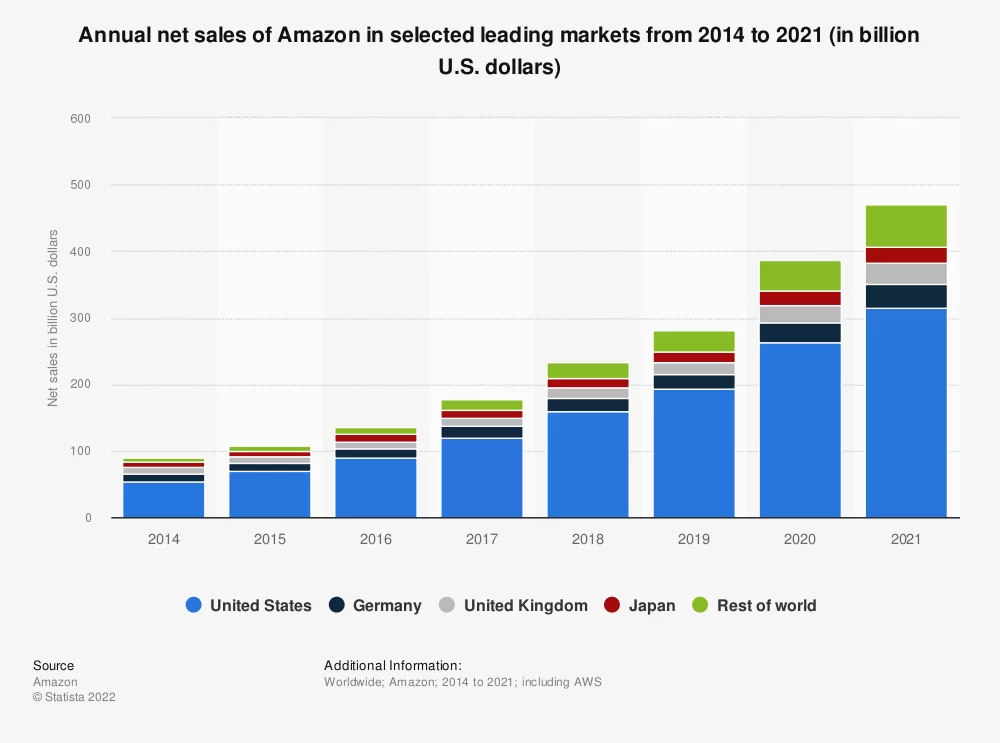 Annual net sales of Amazon in selected leading markets from 2014 to 2021 (in billion
U.S. dollars)
Net sales in billion U.S. dollars
600
500
400
300
200
100
0
2014 2015 2016 2017 2018 2019 2020 2021
United States Germany United Kingdom Japan Rest of world
Source
Amazon
© Statista 2022
Additional Information:
Worldwide; Amazon; 2014 to 2021; including AWS